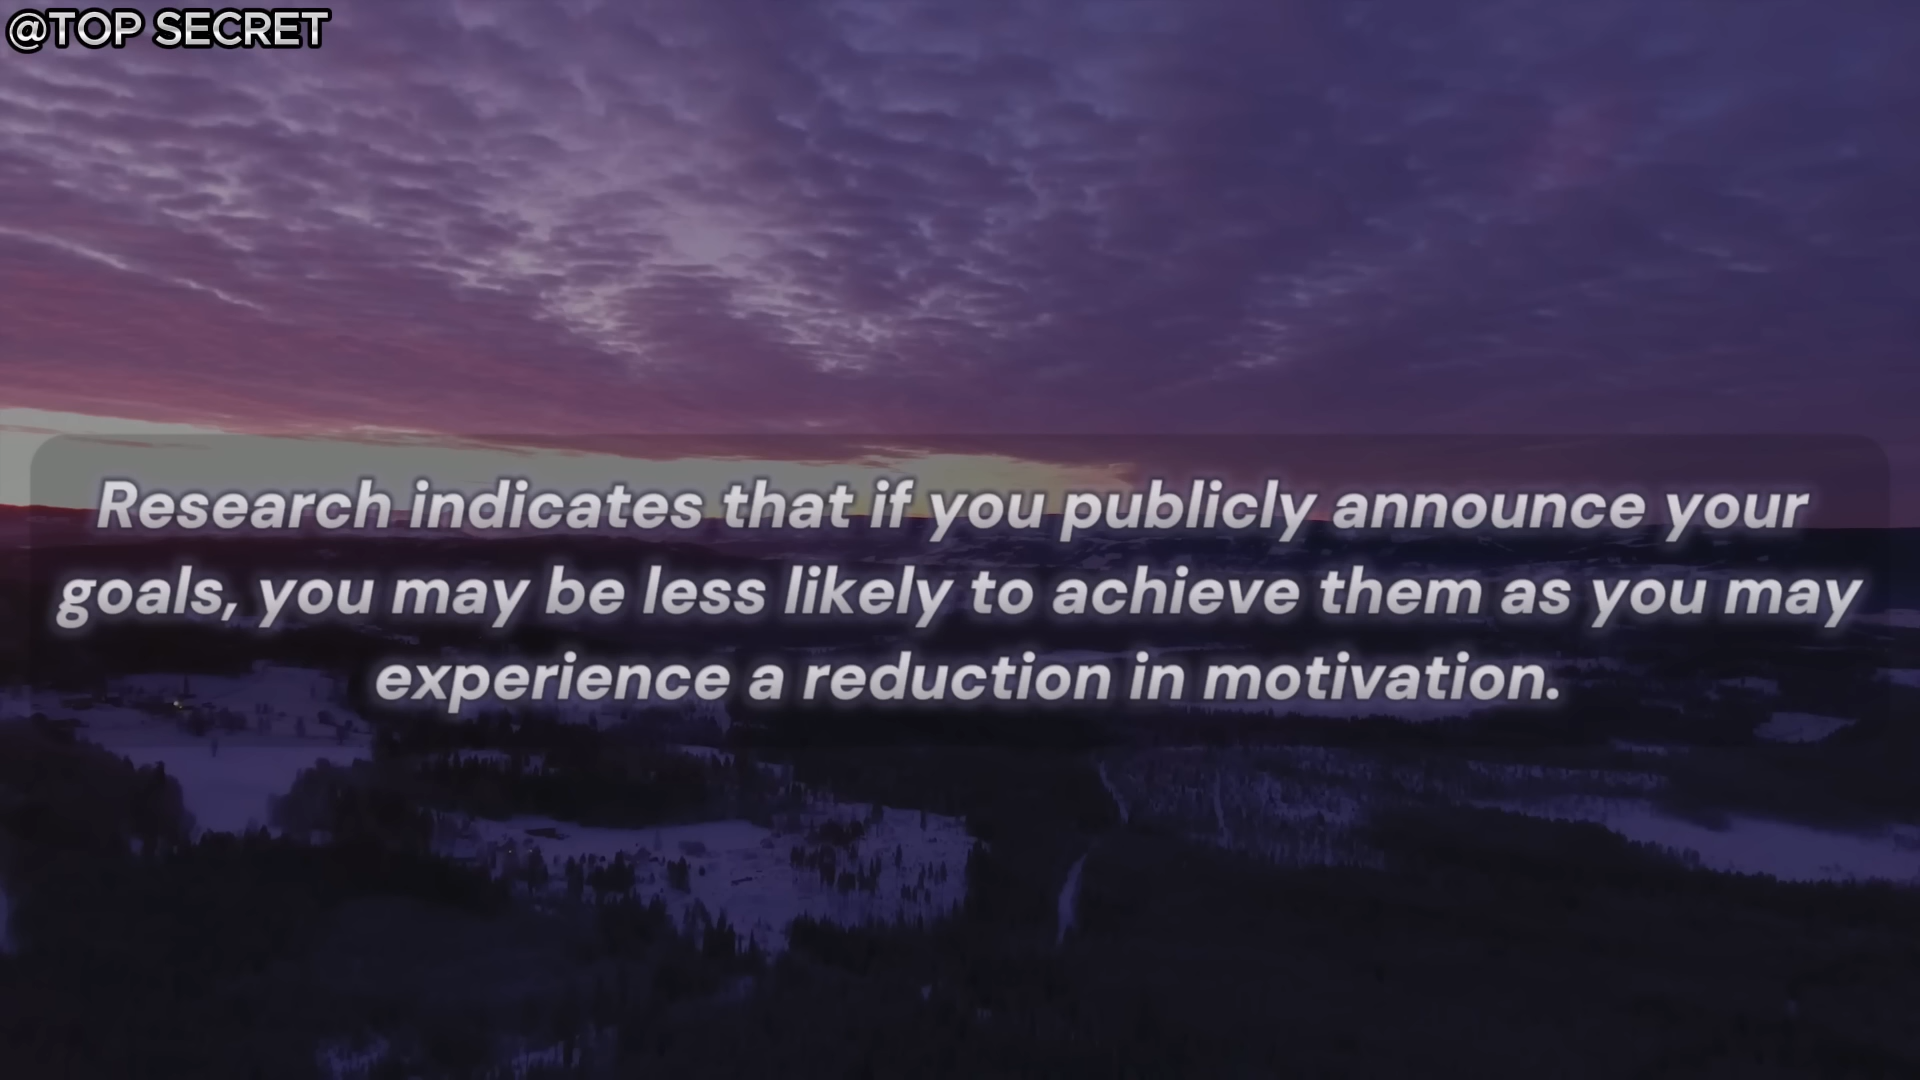 @TOP SECRET
Research indicates that if you publicly announce your
goals, you may be less likely to achieve them as you may
experience a reduction in motivation.